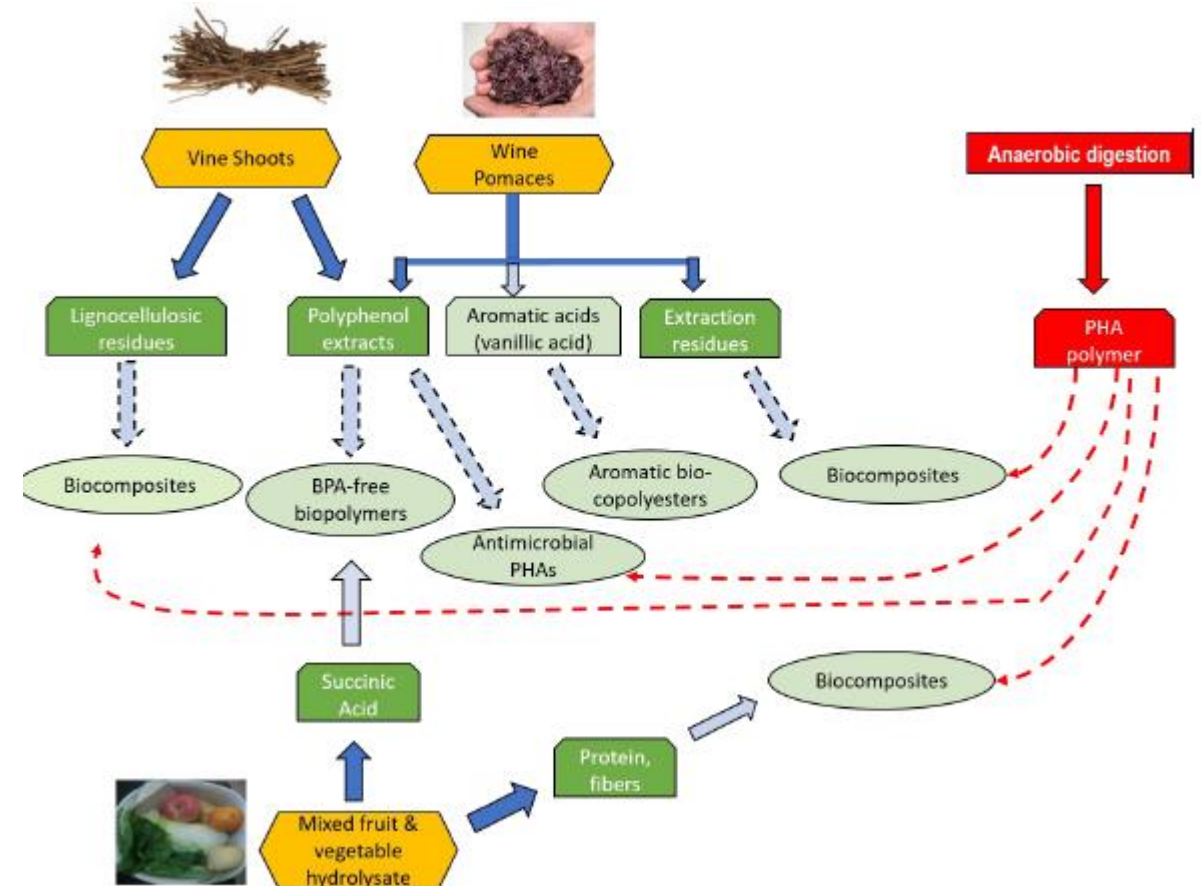 Vine Shoots
Wine
Pomaces
Anaerobic digestion
Lignocellulosic
residues
Polyphenol
extracts
Aromatic acids
(vanillic acid)
Extraction
residues
PHA
polymer
Biocomposites
BPA-free
biopolymers
Aromatic bio-
copolyesters
Biocomposites
Antimicrobial
PHAs
Succinic
Acid
Biocomposites
Protein,
fibers
Mixed fruit &
vegetable
hydrolysate